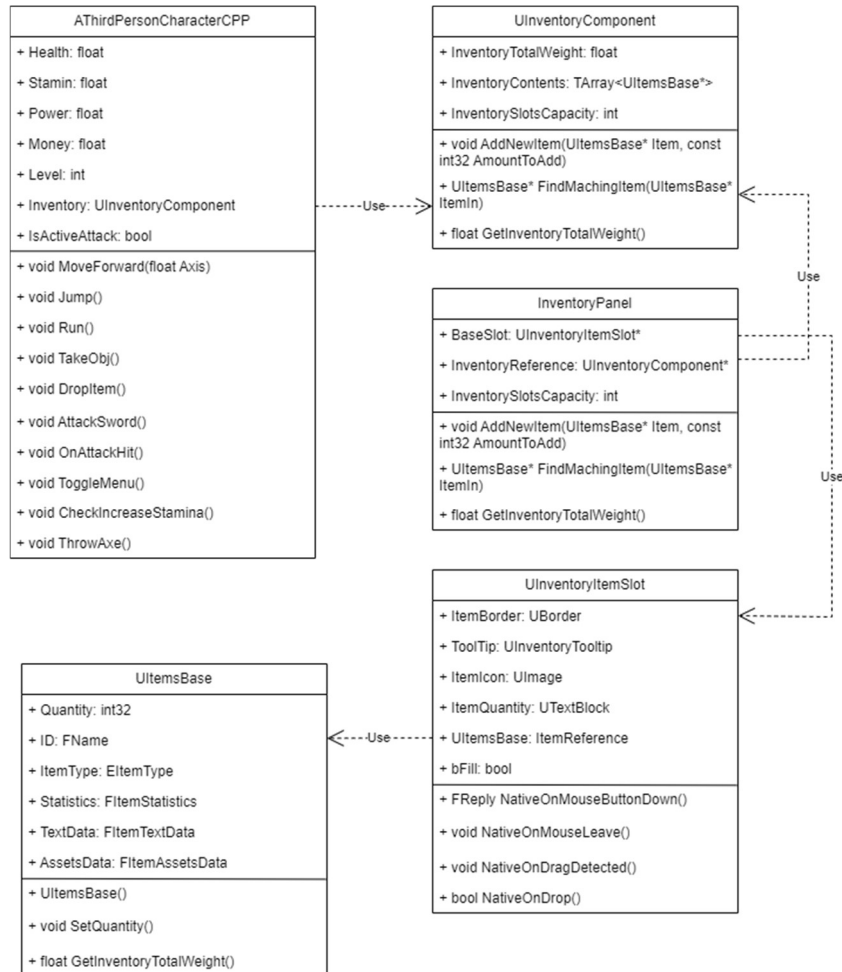 AThirdPersonCharacterCPP
+ Health: float
+ Stamin: float
+ Power: float
+ Money: float
+ Level: int
+ Inventory: UInventoryComponent
+ IsActiveAttack: bool
+ void MoveForward(float Axis)
+ void Jump()
+ void Run()
+ void TakeObj()
+ void DropItem()
+ void AttackSword()
+ void OnAttackHit()
+ void ToggleMenu()
+ void CheckIncreaseStamina()
+ void ThrowAxe()
Use
UInventoryComponent
+ InventoryTotalWeight: float
+ InventoryContents: TArray<UItemsBase*>
+ InventorySlotsCapacity: int
+ void AddNewItem(UItemsBase* Item, const
int32 AmountToAdd)
+ UItemsBase* FindMachingItem(UItemsBase*
ItemIn)
+ float GetInventoryTotalWeight()
Use
InventoryPanel
+ BaseSlot: UInventoryItemSlot*
+ InventoryReference: UInventoryComponent*
+ InventorySlotsCapacity: int
+ void AddNewItem(UItemsBase* Item, const
int32 AmountToAdd)
+ UItemsBase* FindMachingItem(UItemsBase*
ItemIn)
+ float GetInventoryTotalWeight()
Use
UInventoryItemSlot
+ ItemBorder: UBorder
+ ToolTip: UInventoryTooltip
+ ItemIcon: UImage
+ ItemQuantity: UTextBlock
+ UItemsBase: ItemReference
+ bFill: bool
+ FReply NativeOnMouseButtonDown()
+ void NativeOnMouseLeave()
+ void NativeOnDragDetected()
+ bool NativeOnDrop()
Use
UItemsBase
+ Quantity: int32
+ ID: FName
+ ItemType: EItemType
+ Statistics: FItemStatistics
+ TextData: FItemTextData
+ AssetsData: FItemAssetsData
+ UItemsBase()
+ void SetQuantity()
+ float GetInventoryTotalWeight()